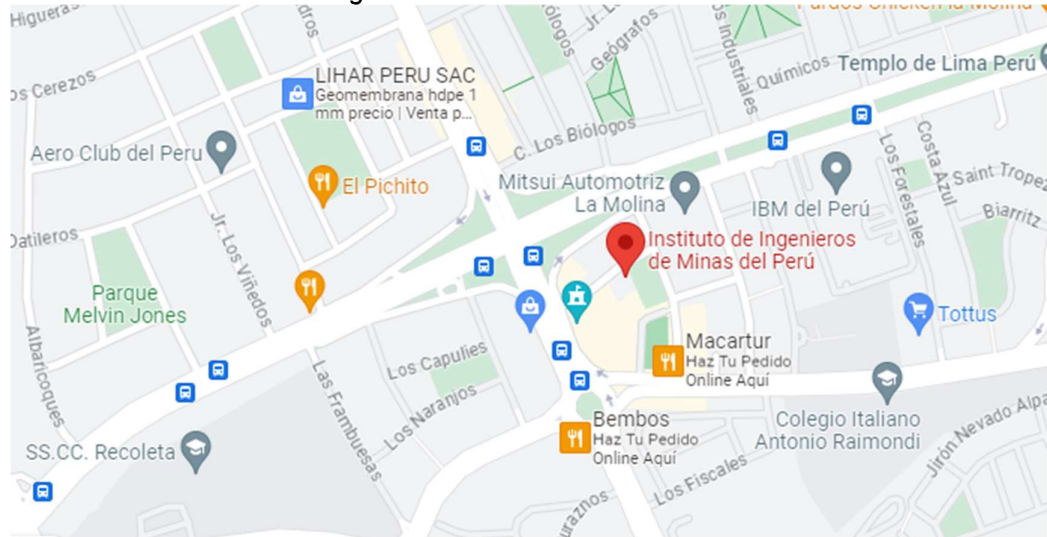 Higueras
Geógrafos
Químicos
Templo de Lima Perú
os Cerezos
LIHAR PERU SAC
Geomembrana hdpe 1
mm precio | Venta p...
C. Los Biólogos
Aero Club del Peru
El Pichito
Mitsui Automotriz
La Molina
IBM del Perú
Los Forestales
Costa Azul
Saint Tropez
Biarritz
Datileros
Jr. Los Viñedos
Instituto de Ingenieros
de Minas del Perú
Parque
Melvin Jones
Tottus
Albaricoques
Los Capulíes
Las Frambuesas
Los Naranjos
Macartur
Haz Tu Pedido
Online Aquí
Colegio Italiano
Antonio Raimondi
Jirón Nevado Alpa
Bembos
Haz Tu Pedido
Online Aquí
SS.CC. Recoleta
Los Fiscales
uraznos